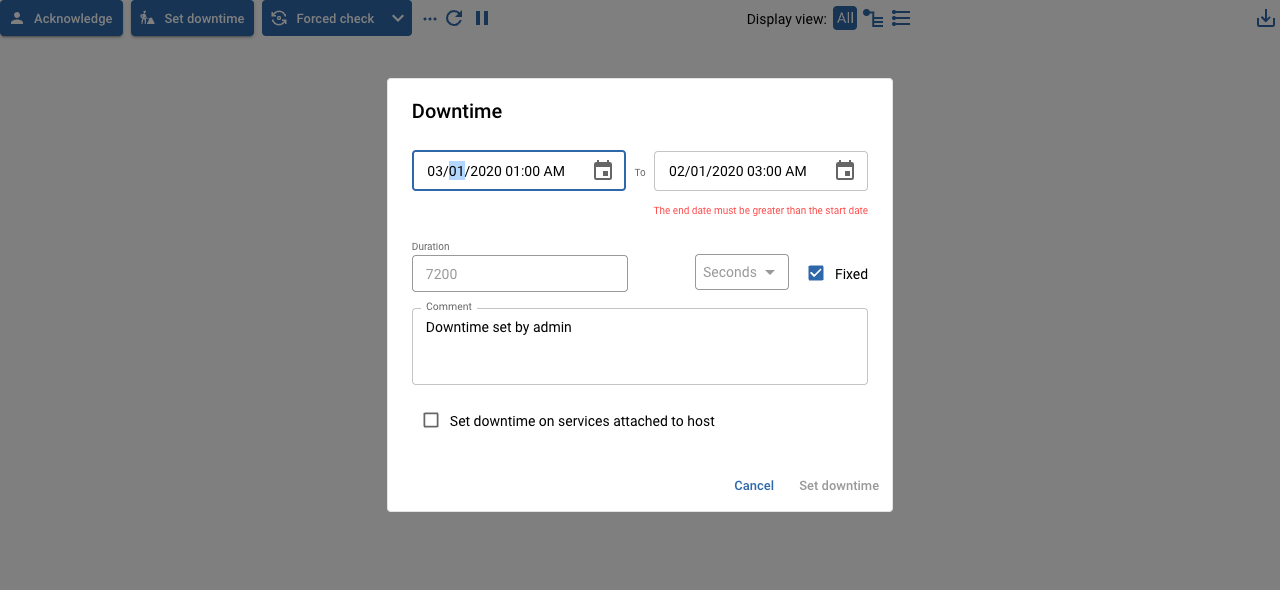 Acknowledge Set downtime Forced check Display view: All
Downtime
03/01/2020 01:00 AM To 02/01/2020 03:00 AM
The end date must be greater than the start date
Duration
7200 Seconds Fixed
Comment
Downtime set by admin
Set downtime on services attached to host
Cancel Set downtime